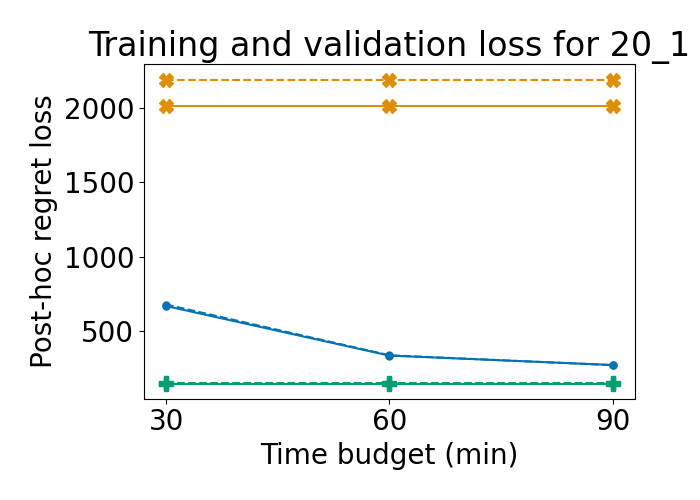 Training and validation loss for 20_1
Post-hoc regret loss
2000
1500
1000
500
30
60
90
Time budget (min)